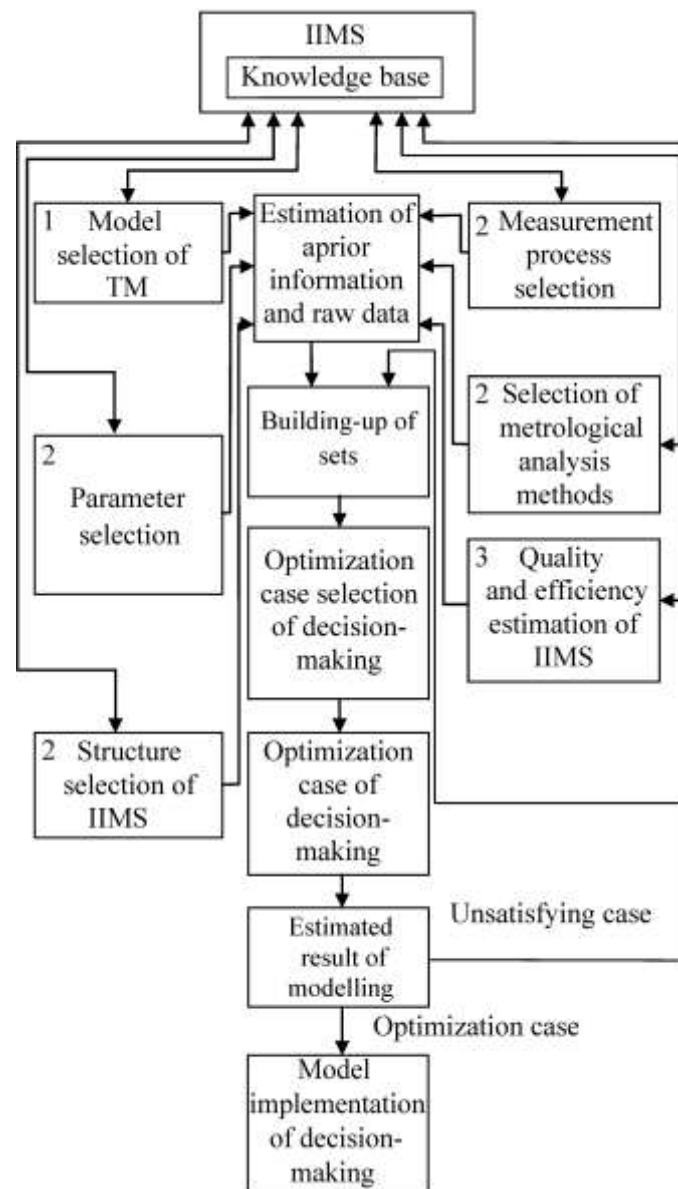 IIMS
Knowledge base
1 Model
selection of
TM
Estimation of
aprior
information
and raw data
2 Measurement
process
selection
2
Parameter
selection
Building-up of
sets
2 Selection of
metrological
analysis
methods
Optimization
case selection
of decision-
making
3 Quality
and efficiency
estimation of
IIMS
2 Structure
selection of
IIMS
Optimization
case of
decision-
making
Estimated
result of
modelling
Unsatisfying case
Optimization case
Model
implementation
of decision-
making